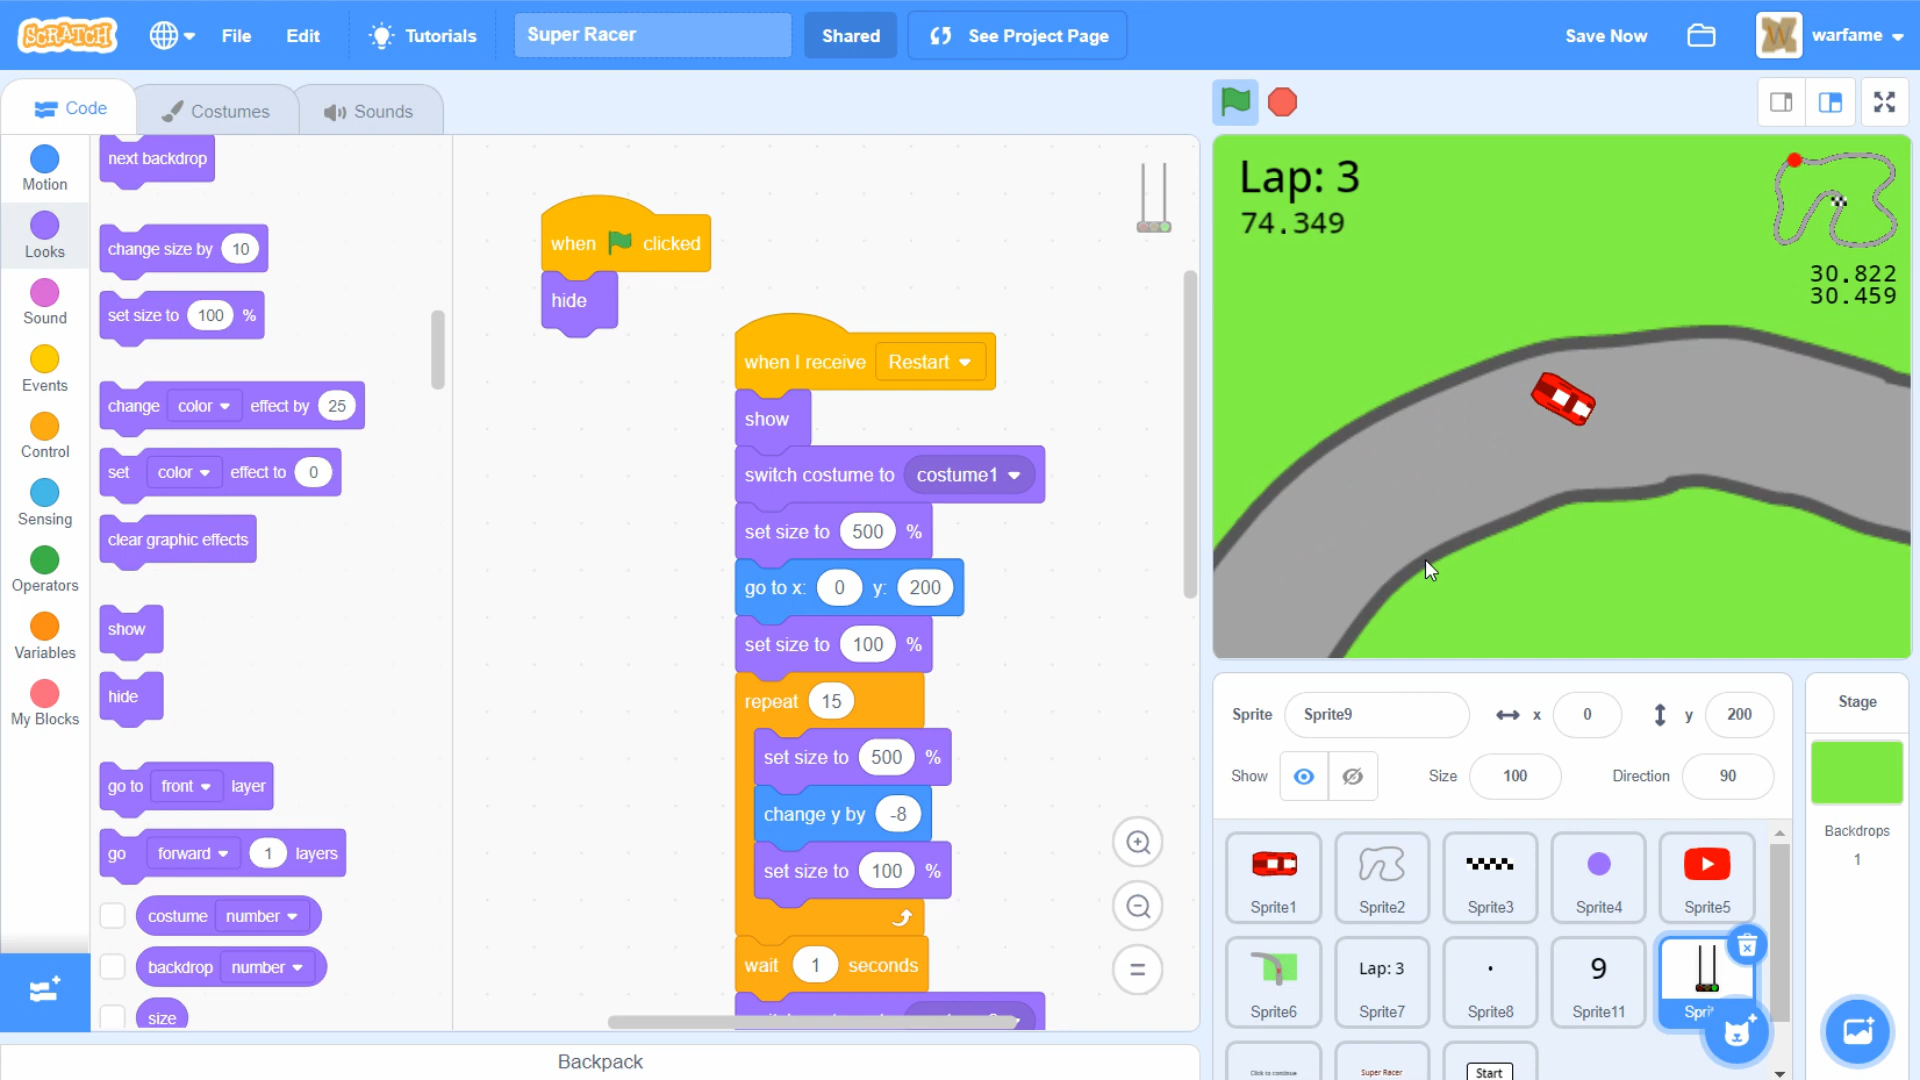 SCRATCH File Edit Tutorials Super Racer Shared See Project Page Save Now warfame
Code Costumes Sounds
Motion
Looks
Sound
Events
Control
Sensing
Operators
Variables
My Blocks
next backdrop
change size by 10
set size to 100 %
change color effect by 25
set color effect to 0
clear graphic effects
show
hide
go to front layer
go forward 1 layers
costume number
backdrop number
size
when clicked
hide
when I receive Restart
show
switch costume to costume1
set size to 500 %
go to x: 0 y: 200
set size to 100 %
repeat 15
set size to 500 %
change y by -8
set size to 100 %
wait 1 seconds
Backpack
Lap: 3
74.349
30.822
30.459
Sprite Sprite9 x 0 y 200
Show Size 100 Direction 90
Sprite1 Sprite2 Sprite3 Sprite4 Sprite5
Lap: 3 9
Sprite6 Sprite7 Sprite8 Sprite11 Spri
Click to continue Super Racer Start
Stage
Backdrops
1